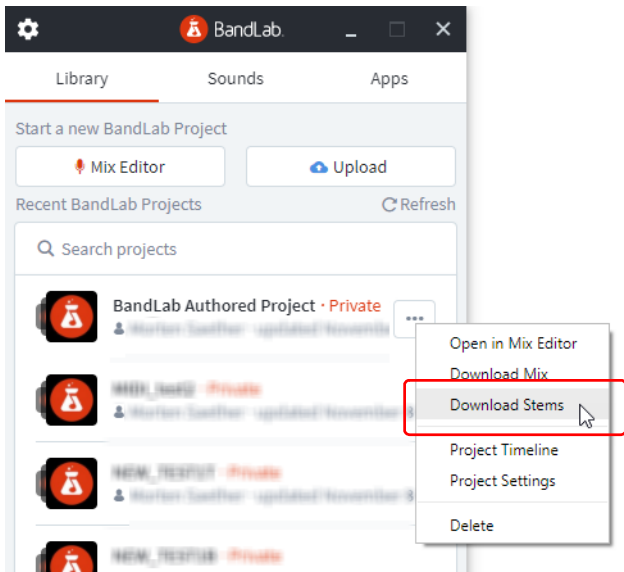 BandLab.
Library Sounds Apps
Start a new BandLab Project
Mix Editor Upload
Recent BandLab Projects Refresh
Search projects
BandLab Authored Project · Private
Open in Mix Editor
Download Mix
Download Stems
Project Timeline
Project Settings
Delete